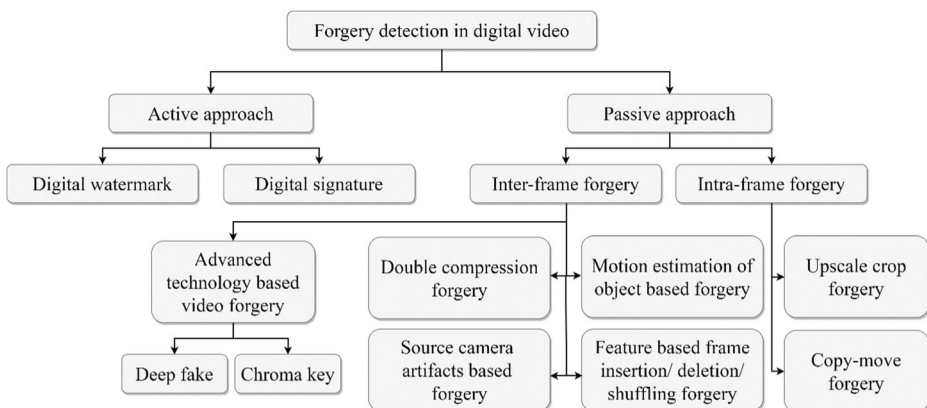 Forgery detection in digital video
Active approach
Passive approach
Digital watermark
Digital signature
Inter-frame forgery
Intra-frame forgery
Advanced
technology based
video forgery
Double compression
forgery
Motion estimation of
object based forgery
Upscale crop
forgery
Source camera
artifacts based
forgery
Feature based frame
insertion/ deletion/
shuffling forgery
Copy-move
forgery
Deep fake
Chroma key